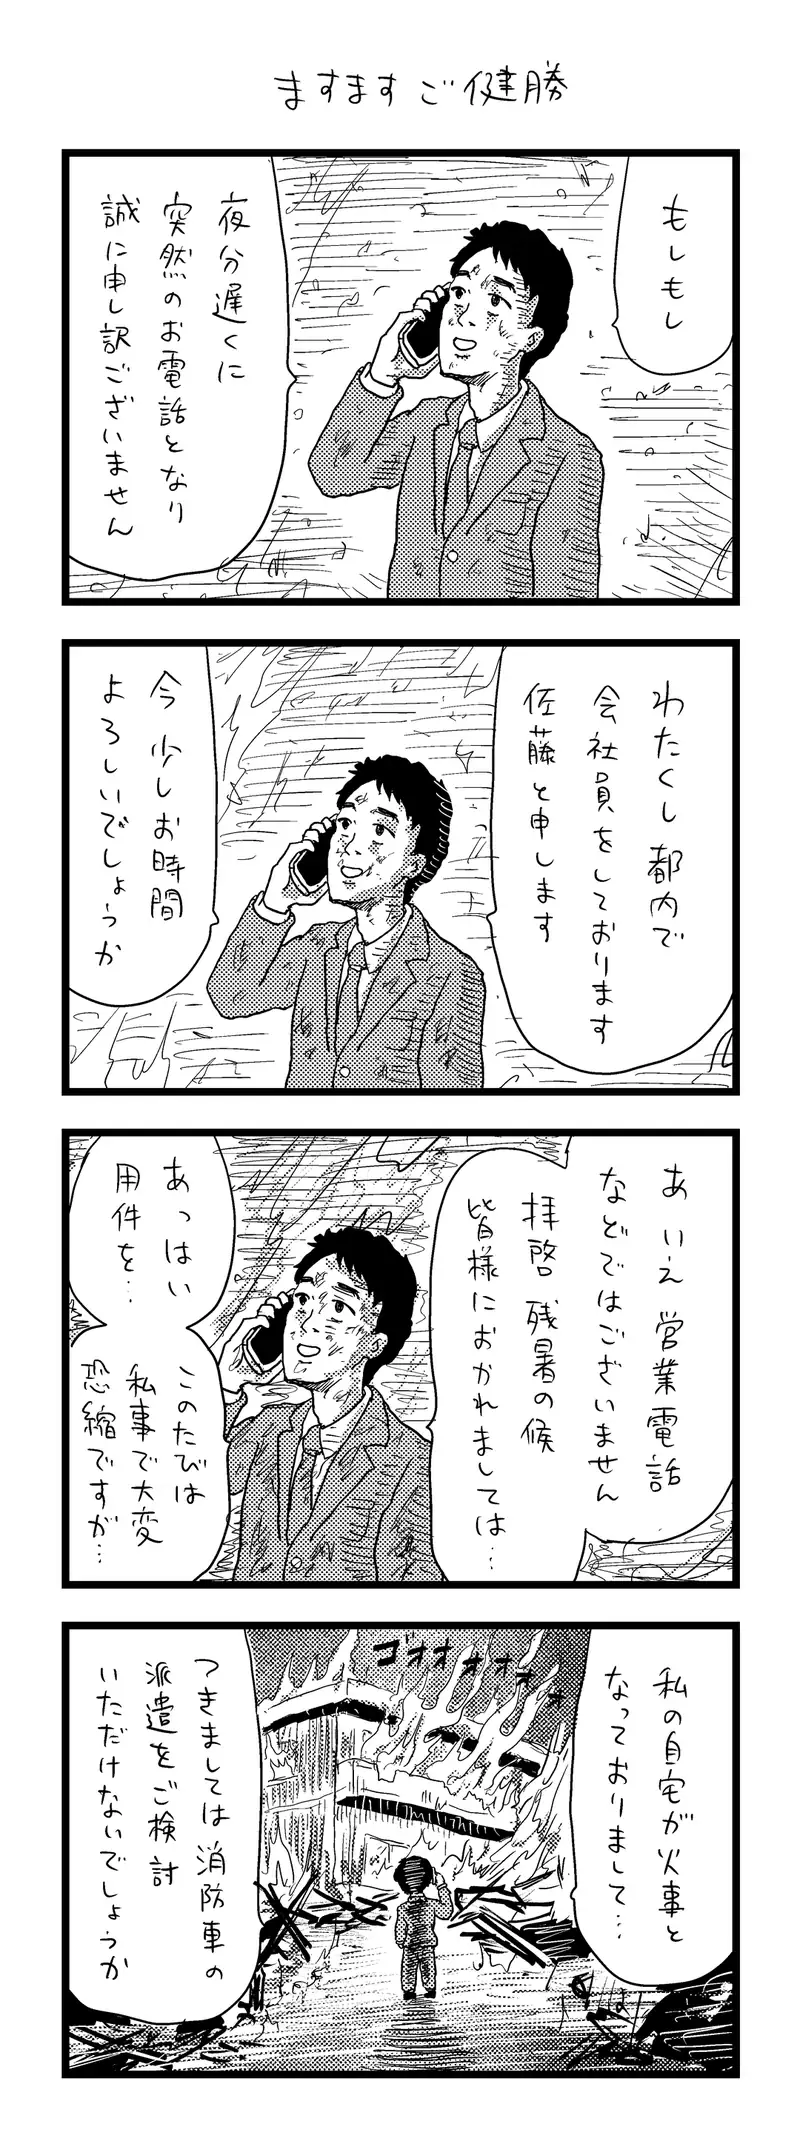 ますますご健勝
もしもし
夜分遅くに
突然のお電話となり
誠に申し訳ございません
わたくし都内で
会社員をしております
佐藤と申します
今少しお時間
よろしいでしょうか
あいえ営業電話
などではございません
拝啓 残暑の候
皆様におかれましては…
あっはい
用件を…
このたびは
私事で大変
恐縮ですが…
私の自宅が火事と
なっておりまして…
ゴオオオオオオ
つきましては消防車の
派遣をご検討
いただけないでしょうか